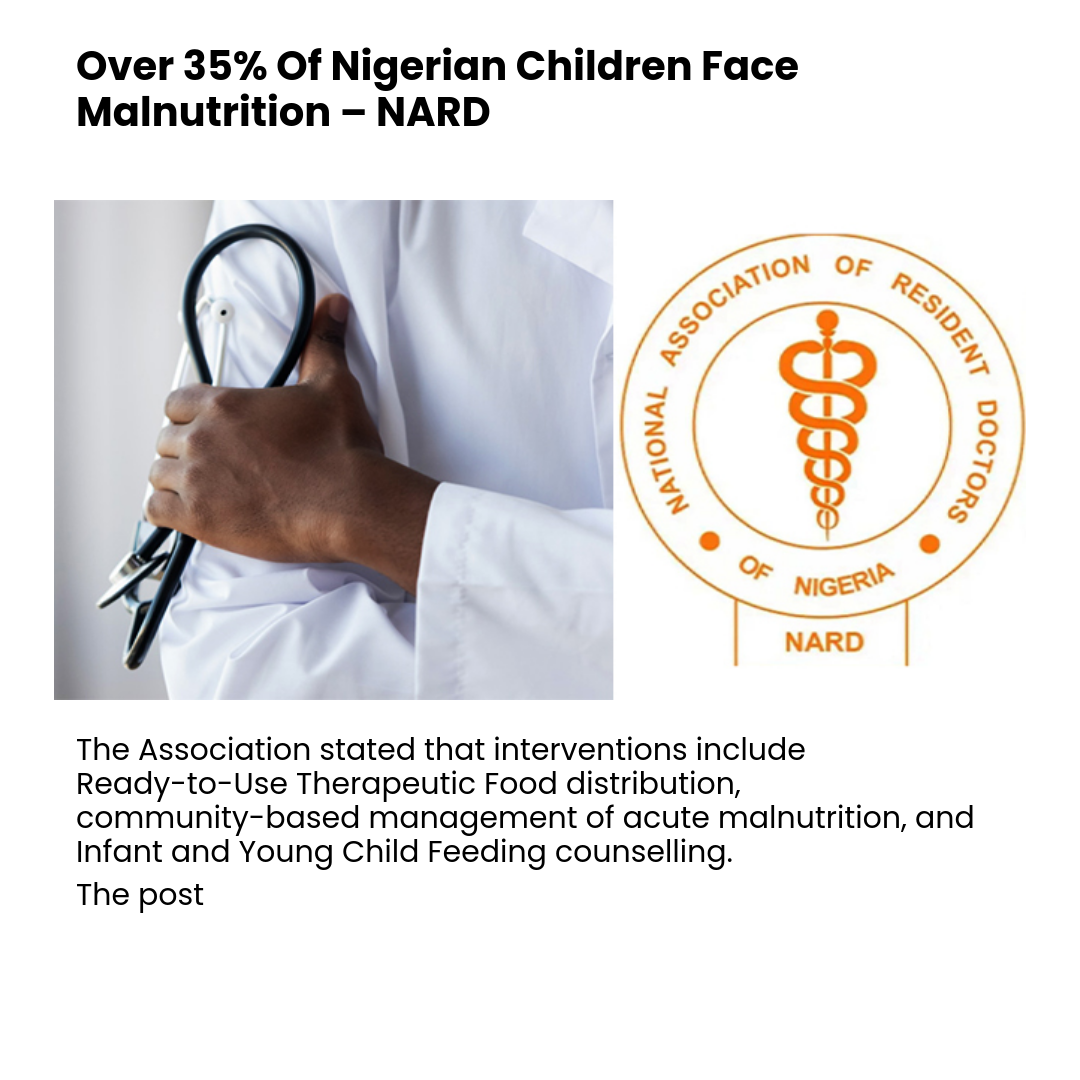 Over 35% Of Nigerian Children Face
Malnutrition – NARD
NATIONAL ASSOCIATION OF RESIDENT DOCTORS
OF NIGERIA
NARD
The Association stated that interventions include
Ready-to-Use Therapeutic Food distribution,
community-based management of acute malnutrition, and
Infant and Young Child Feeding counselling.
The post